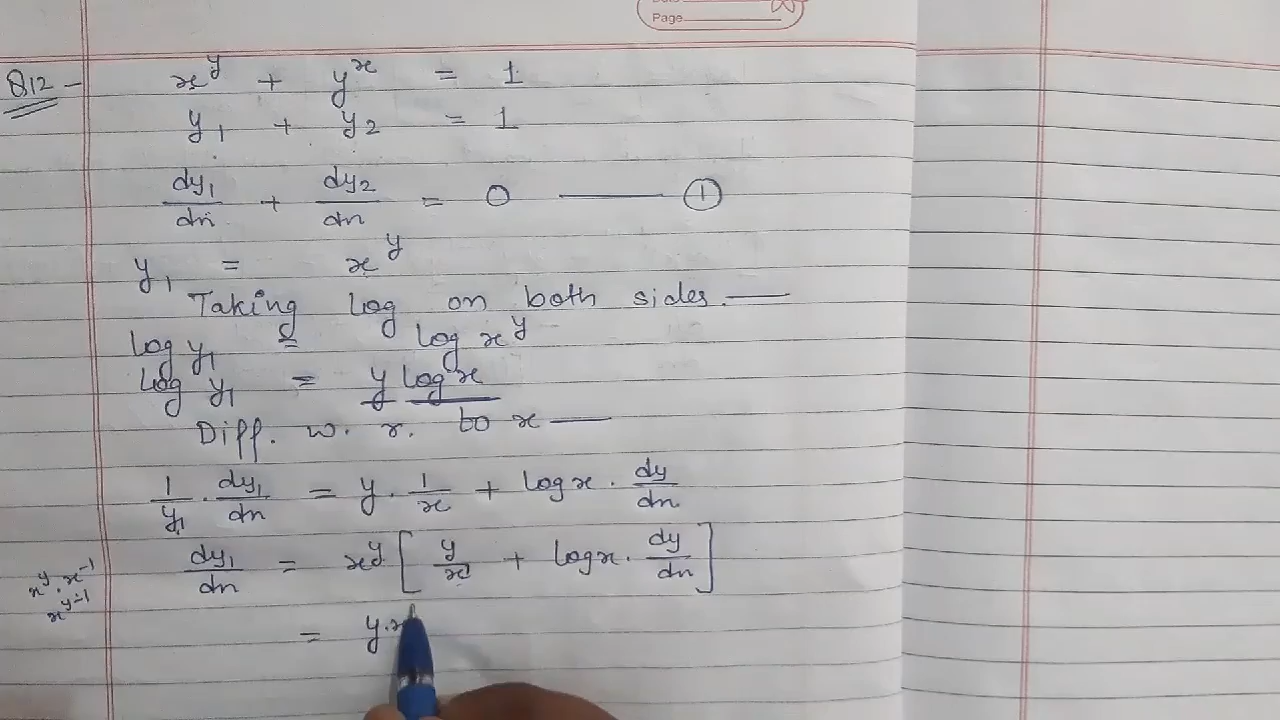 Page
Q12 - x^y + y^x = 1
y₁ + y₂ = 1
dy₁/dx + dy₂/dx = 0 —— ①
y₁ = x^y
Taking log on both sides. —
log y₁ = log x^y
log y₁ = y log x
Diff. w. r. to x —
1/y₁ . dy₁/dx = y . 1/x + log x . dy/dx
dy₁/dx = x^y [ y/x + log x . dy/dx ]
x^y . x^-1
x^y-1
= y . x